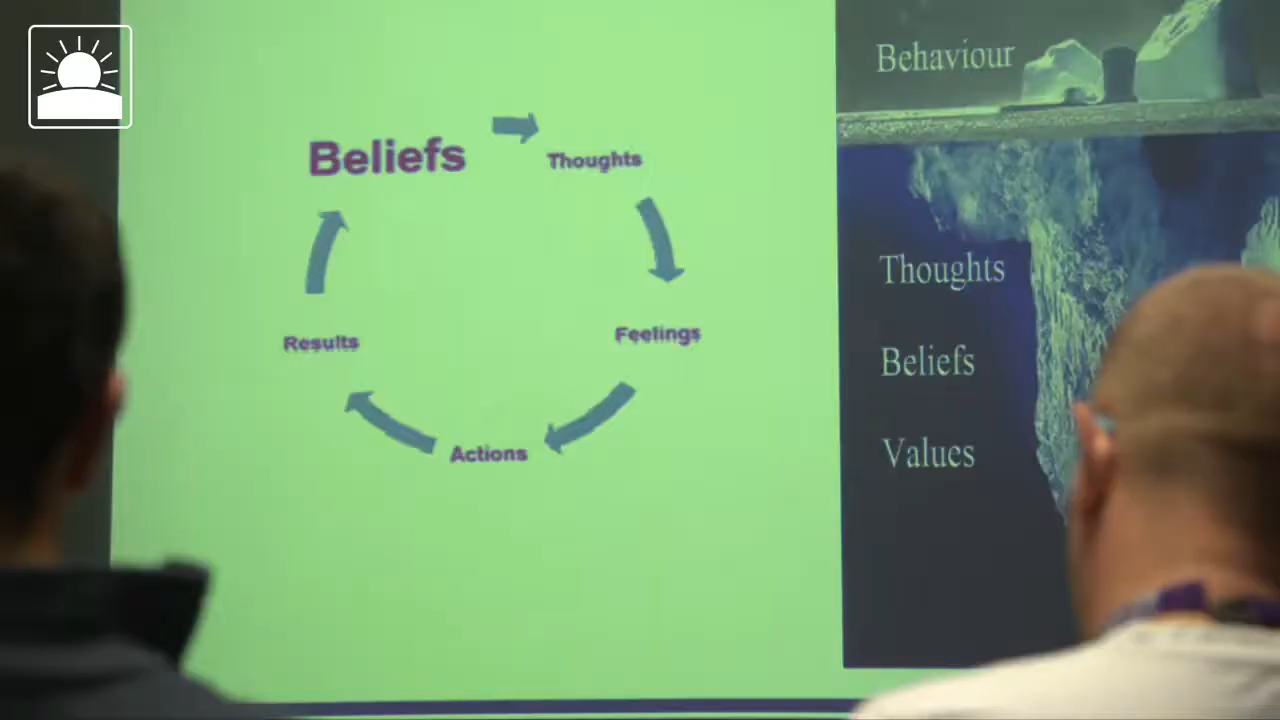 Beliefs
Thoughts
Feelings
Actions
Results
Behaviour
Thoughts
Beliefs
Values